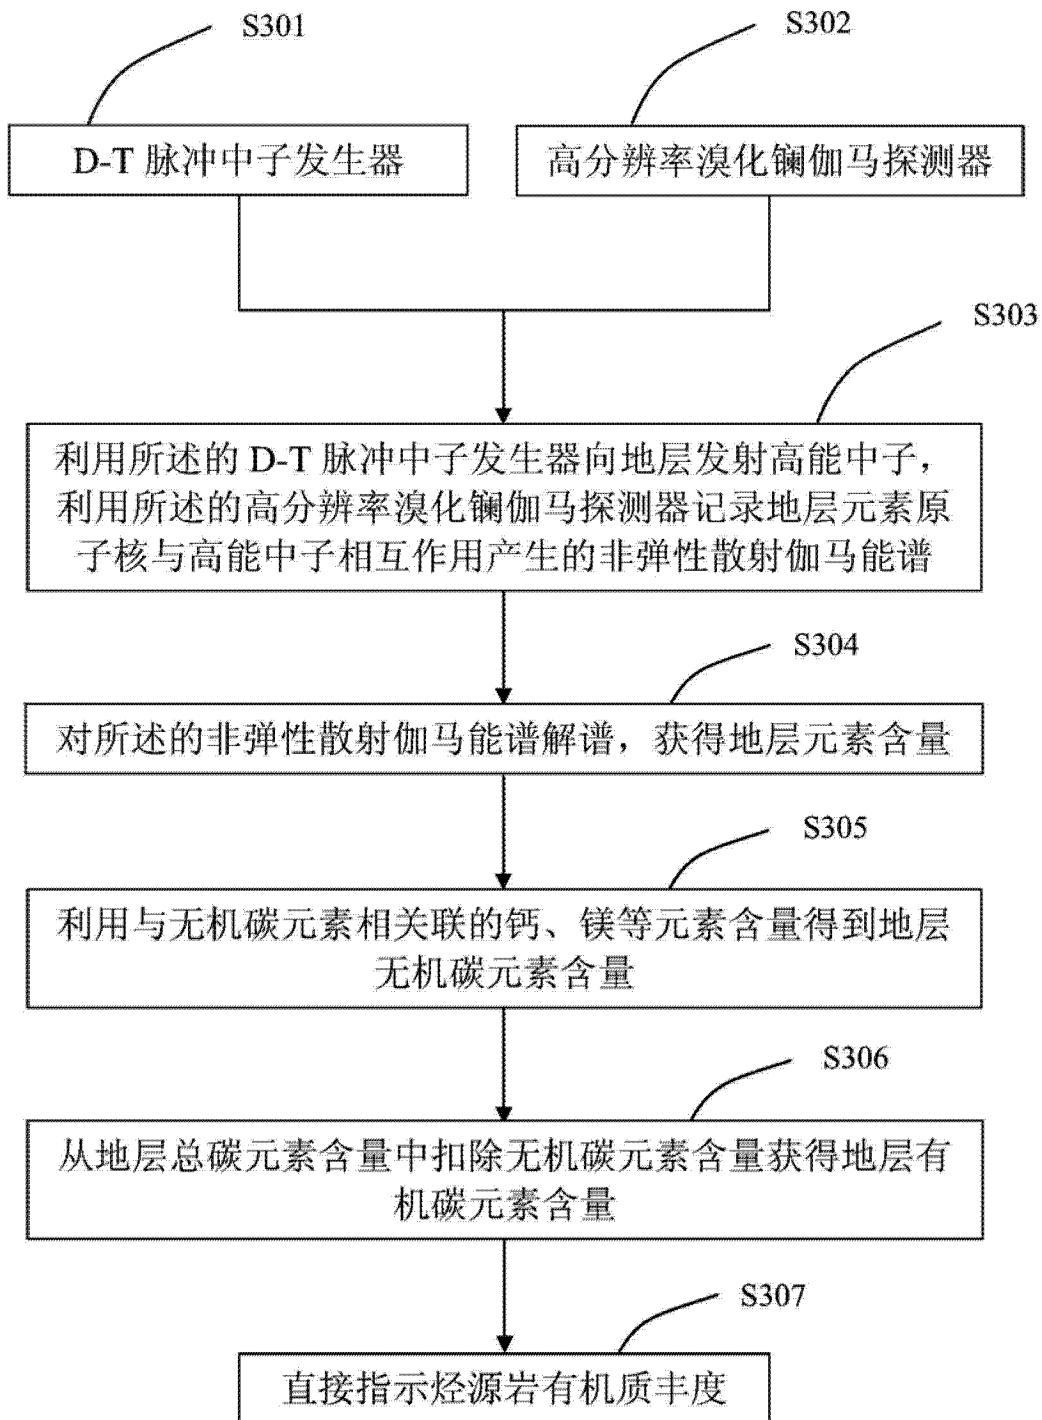 S301
S302
D-T 脉冲中子发生器
高分辨率溴化镧伽马探测器
S303
利用所述的 D-T 脉冲中子发生器向地层发射高能中子，
利用所述的高分辨率溴化镧伽马探测器记录地层元素原
子核与高能中子相互作用产生的非弹性散射伽马能谱
S304
对所述的非弹性散射伽马能谱解谱，获得地层元素含量
S305
利用与无机碳元素相关联的钙、镁等元素含量得到地层
无机碳元素含量
S306
从地层总碳元素含量中扣除无机碳元素含量获得地层有
机碳元素含量
S307
直接指示烃源岩有机质丰度